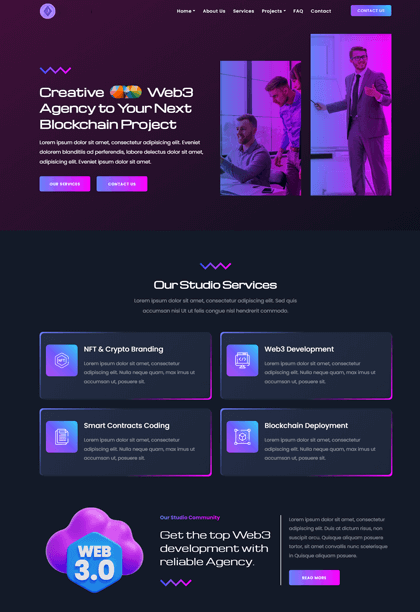 Home
About Us
Services
Projects
FAQ
Contact
CONTACT US
Creative Web3
Agency to Your Next
Blockchain Project
Lorem ipsum dolor sit amet, consectetur adipisicing elit. Eveniet
dolorem blanditiis ad perferendis, labore delectus dolor sit amet,
adipisicing elit. Eveniet ipsum dolor sit amet.
OUR SERVICES
CONTACT US
Our Studio Services
Lorem ipsum dolor sit amet, consectetur adipiscing elit. Sed quis
accumsan nisi Ut ut felis congue nisl hendrerit commodo.
NFT & Crypto Branding
Lorem ipsum dolor sit amet, consectetur
adipiscing elit. Nulla neque quam, max imus ut
accumsan ut, posuere sit.
Web3 Development
Lorem ipsum dolor sit amet, consectetur
adipiscing elit. Nulla neque quam, max imus ut
accumsan ut, posuere sit.
Smart Contracts Coding
Lorem ipsum dolor sit amet, consectetur
adipiscing elit. Nulla neque quam, max imus ut
accumsan ut, posuere sit.
Blockchain Deployment
Lorem ipsum dolor sit amet, consectetur
adipiscing elit. Nulla neque quam, max imus ut
accumsan ut, posuere sit.
WEB
3.0
Our Studio Community
Get the top Web3
development with
reliable Agency.
Lorem ipsum dolor sit amet, consectetur
adipiscing elit. Duis at dictum risus, non
suscipit arcu. Quisque aliquam posuere
tortor, sit amet convallis nunc scelerisque
in.Quisque aliquam posuere
READ MORE